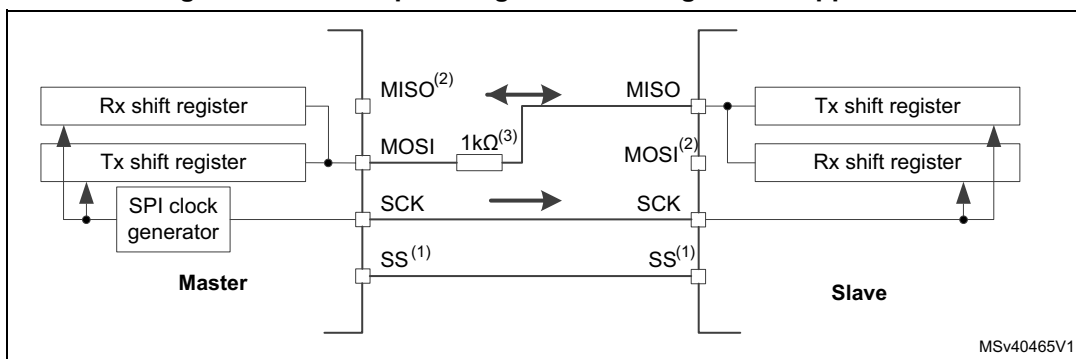 MISO(2)
MISO
Rx shift register
Tx shift register
MOSI
1kΩ(3)
MOSI(2)
Tx shift register
Rx shift register
SPI clock
generator
SCK
SCK
SS(1)
SS(1)
Master
Slave
MSv40465V1